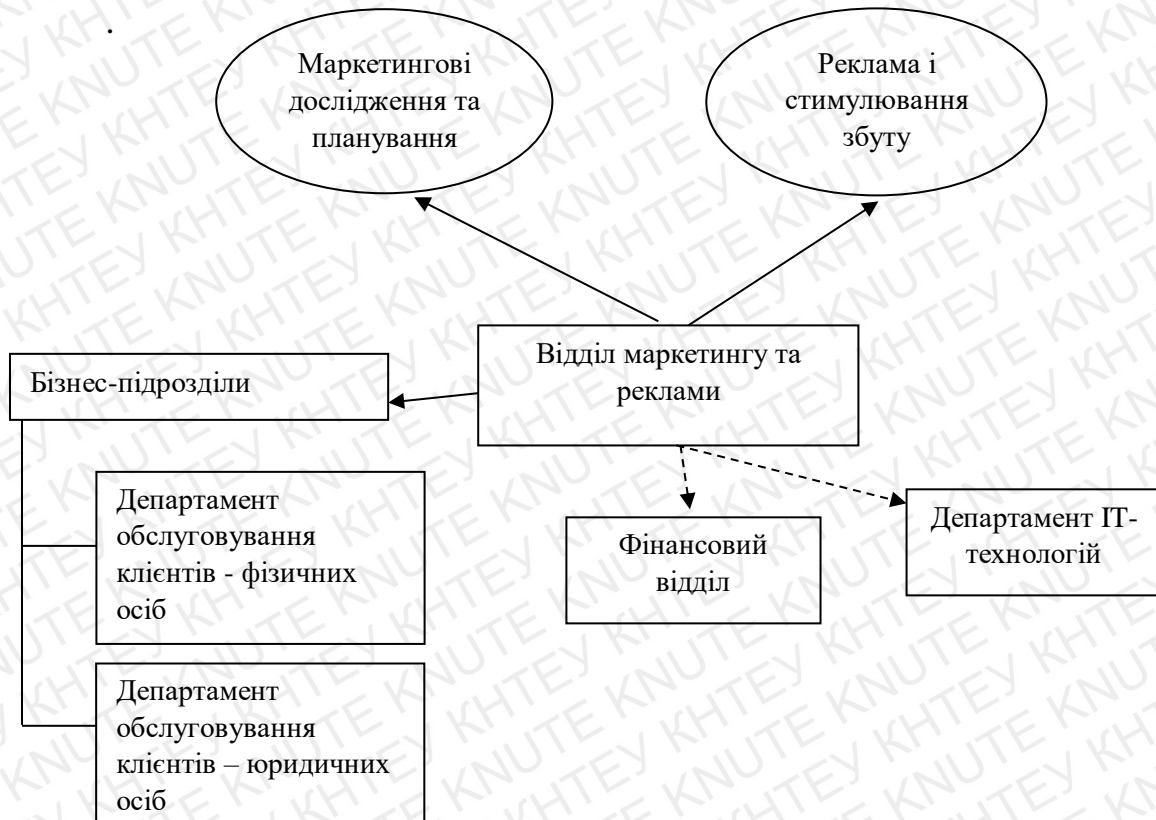 Маркетингові
дослідження та
планування
Реклама і
стимулювання
збуту
Відділ маркетингу та
реклами
Бізнес-підрозділи
Департамент
обслуговування
клієнтів - фізичних
осіб
Фінансовий
відділ
Департамент ІТ-
технологій
Департамент
обслуговування
клієнтів – юридичних
осіб